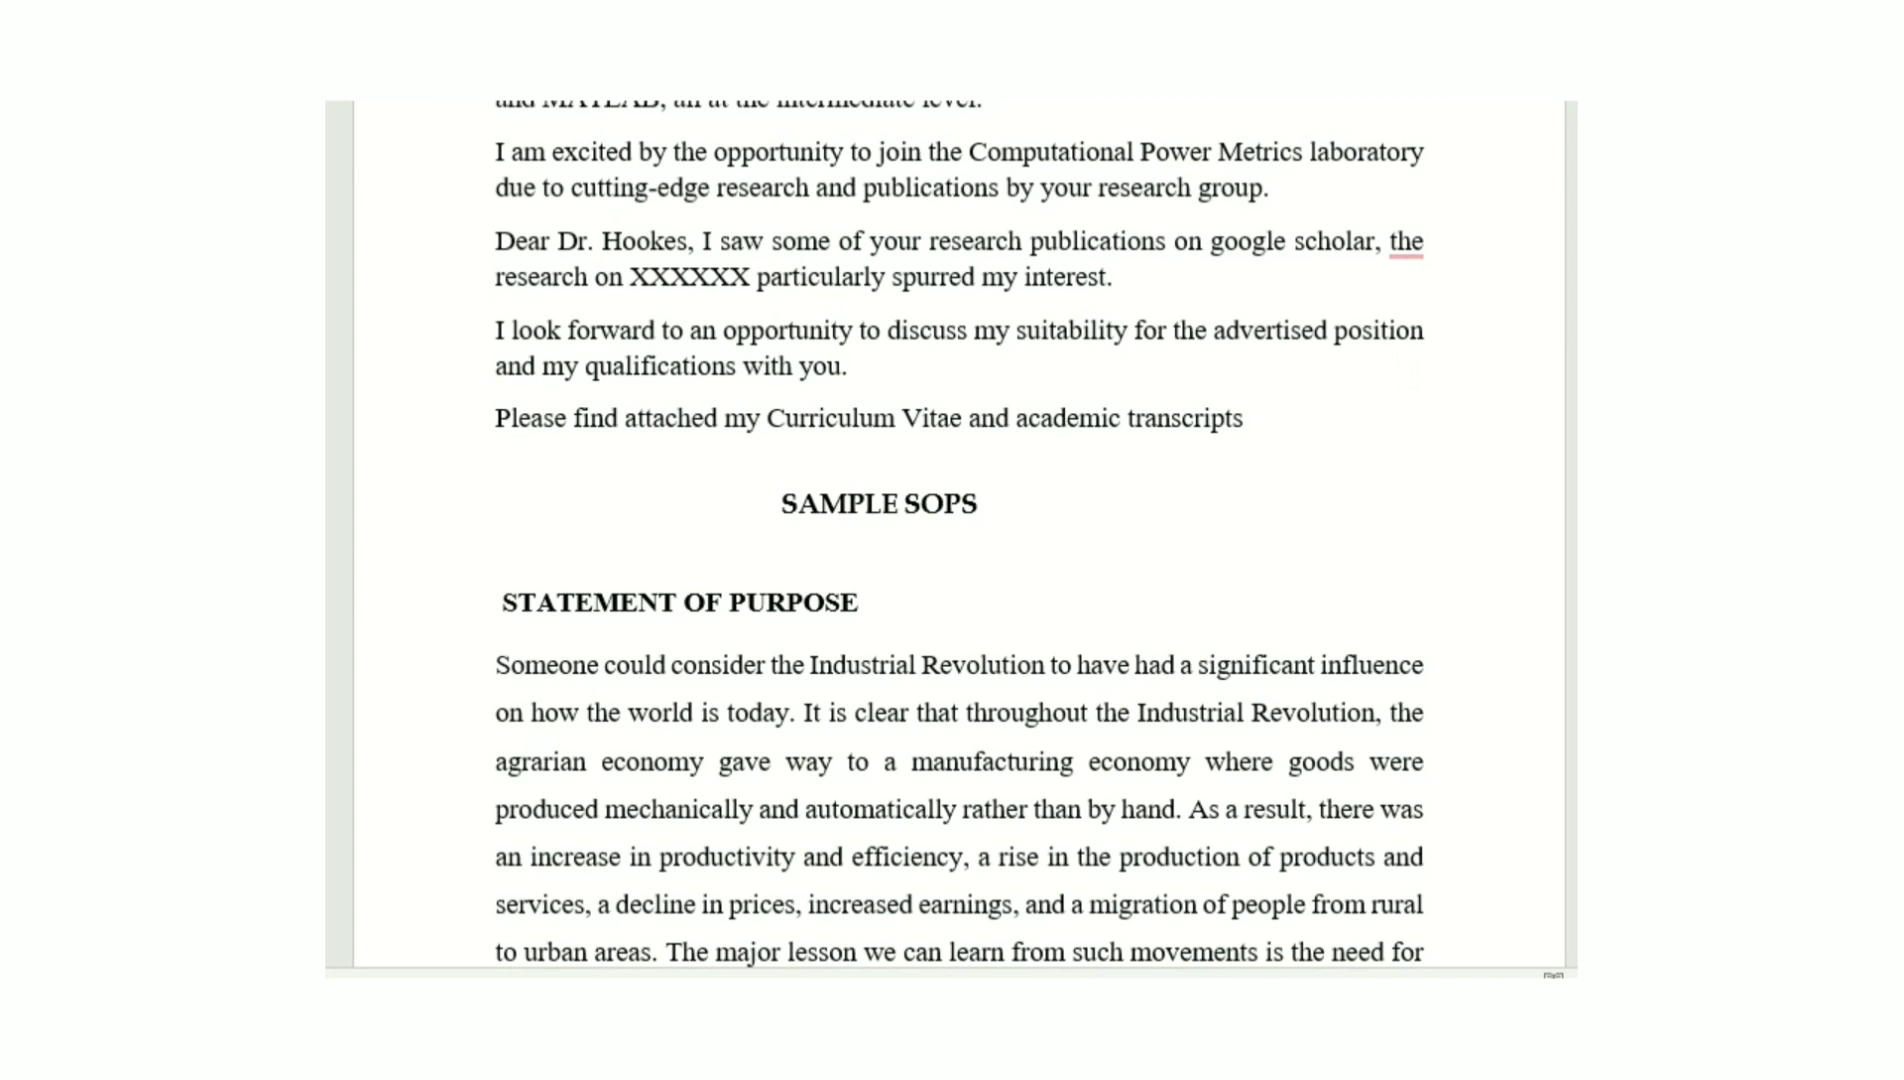 and MATLAB, all at the intermediate level.
I am excited by the opportunity to join the Computational Power Metrics laboratory
due to cutting-edge research and publications by your research group.
Dear Dr. Hookes, I saw some of your research publications on google scholar, the
research on XXXXXX particularly spurred my interest.
I look forward to an opportunity to discuss my suitability for the advertised position
and my qualifications with you.
Please find attached my Curriculum Vitae and academic transcripts
SAMPLE SOPS
STATEMENT OF PURPOSE
Someone could consider the Industrial Revolution to have had a significant influence
on how the world is today. It is clear that throughout the Industrial Revolution, the
agrarian economy gave way to a manufacturing economy where goods were
produced mechanically and automatically rather than by hand. As a result, there was
an increase in productivity and efficiency, a rise in the production of products and
services, a decline in prices, increased earnings, and a migration of people from rural
to urban areas. The major lesson we can learn from such movements is the need for